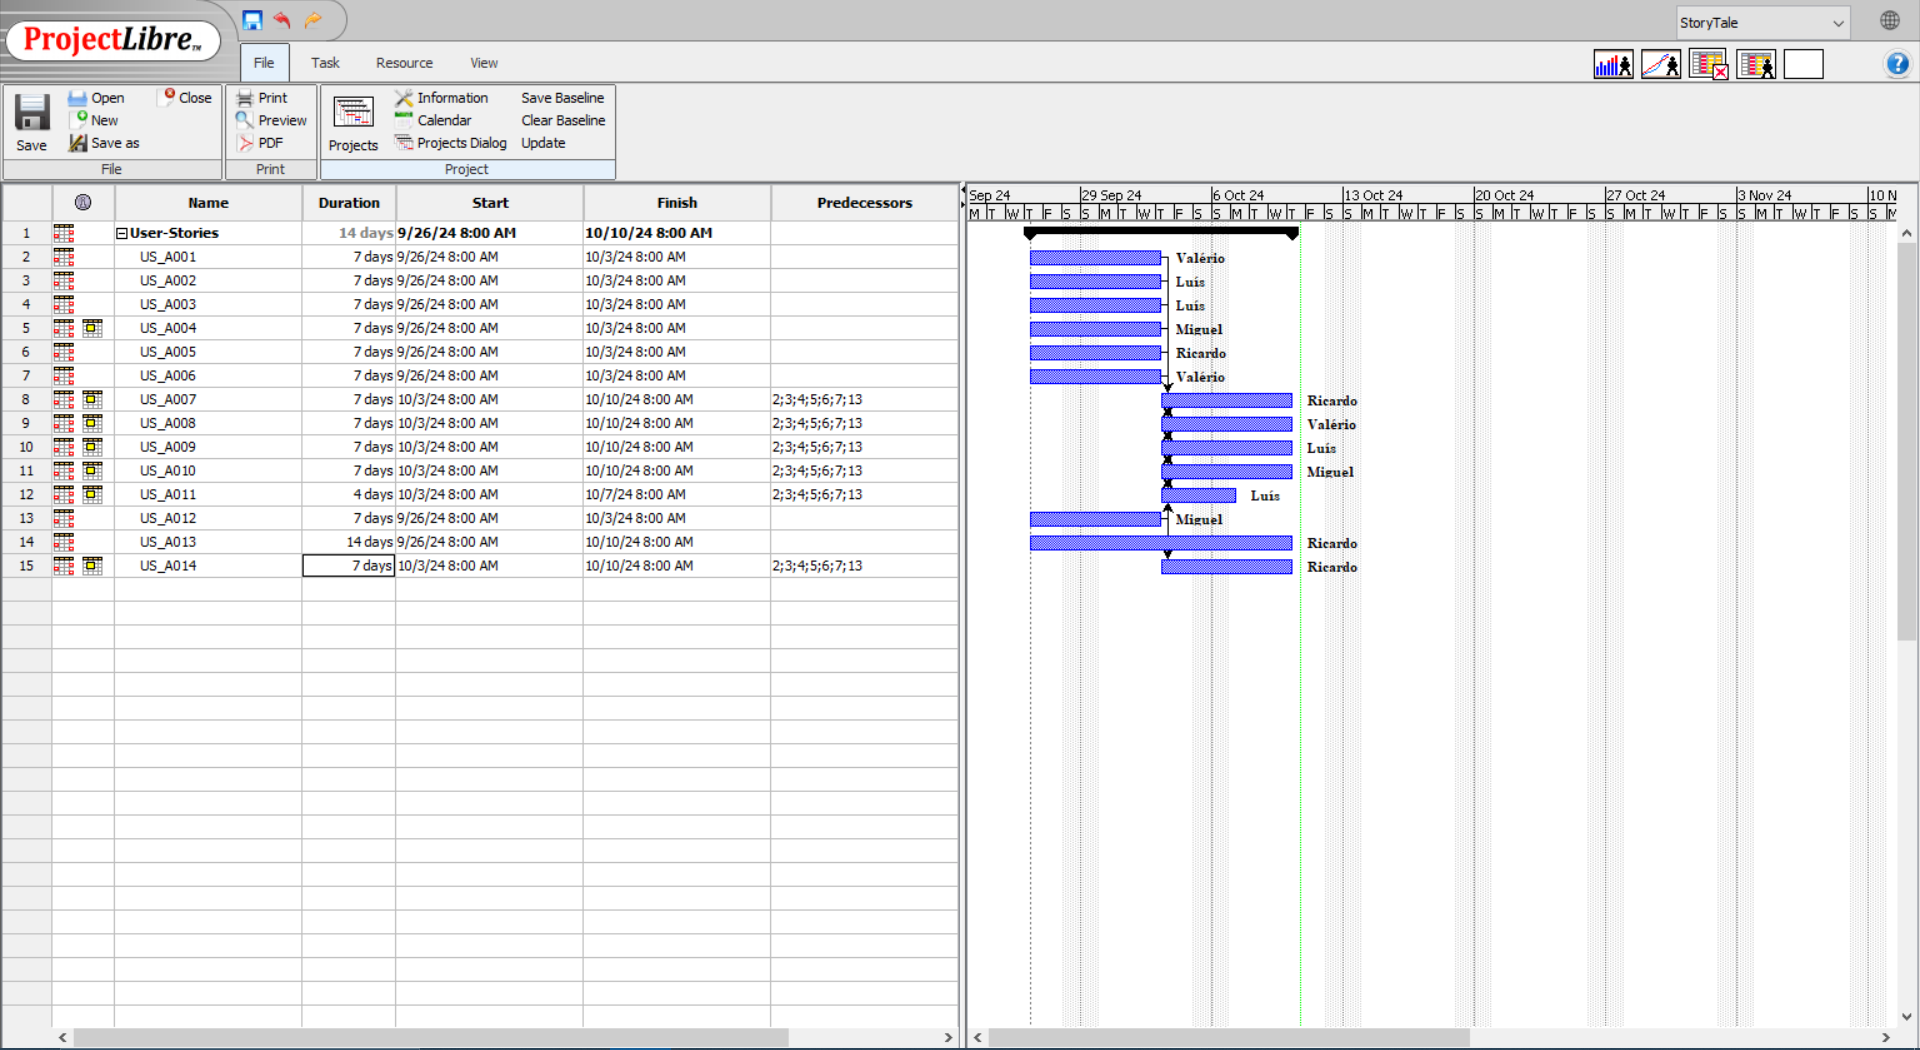 StoryTale
ProjectLibre™
File Task Resource View
Save
Open
New
Save as
Close
File
Print
Preview
PDF
Print
Projects
Information
Calendar
Projects Dialog
Save Baseline
Clear Baseline
Update
Project
Name Duration Start Finish Predecessors
1 User-Stories 14 days 9/26/24 8:00 AM 10/10/24 8:00 AM
2 US_A001 7 days 9/26/24 8:00 AM 10/3/24 8:00 AM
3 US_A002 7 days 9/26/24 8:00 AM 10/3/24 8:00 AM
4 US_A003 7 days 9/26/24 8:00 AM 10/3/24 8:00 AM
5 US_A004 7 days 9/26/24 8:00 AM 10/3/24 8:00 AM
6 US_A005 7 days 9/26/24 8:00 AM 10/3/24 8:00 AM
7 US_A006 7 days 9/26/24 8:00 AM 10/3/24 8:00 AM
8 US_A007 7 days 10/3/24 8:00 AM 10/10/24 8:00 AM 2;3;4;5;6;7;13
9 US_A008 7 days 10/3/24 8:00 AM 10/10/24 8:00 AM 2;3;4;5;6;7;13
10 US_A009 7 days 10/3/24 8:00 AM 10/10/24 8:00 AM 2;3;4;5;6;7;13
11 US_A010 7 days 10/3/24 8:00 AM 10/10/24 8:00 AM 2;3;4;5;6;7;13
12 US_A011 4 days 10/3/24 8:00 AM 10/7/24 8:00 AM 2;3;4;5;6;7;13
13 US_A012 7 days 9/26/24 8:00 AM 10/3/24 8:00 AM
14 US_A013 14 days 9/26/24 8:00 AM 10/10/24 8:00 AM
15 US_A014 7 days 10/3/24 8:00 AM 10/10/24 8:00 AM 2;3;4;5;6;7;13
Sep 24 29 Sep 24 6 Oct 24 13 Oct 24 20 Oct 24 27 Oct 24 3 Nov 24 10 N
M T W T F S S M T W T F S S M T W T F S S M T W T F S S M T W T F S S M T W T F S S M T W T F S S M
Valério
Luís
Luís
Miguel
Ricardo
Valério
Ricardo
Valério
Luís
Miguel
Luís
Miguel
Ricardo
Ricardo